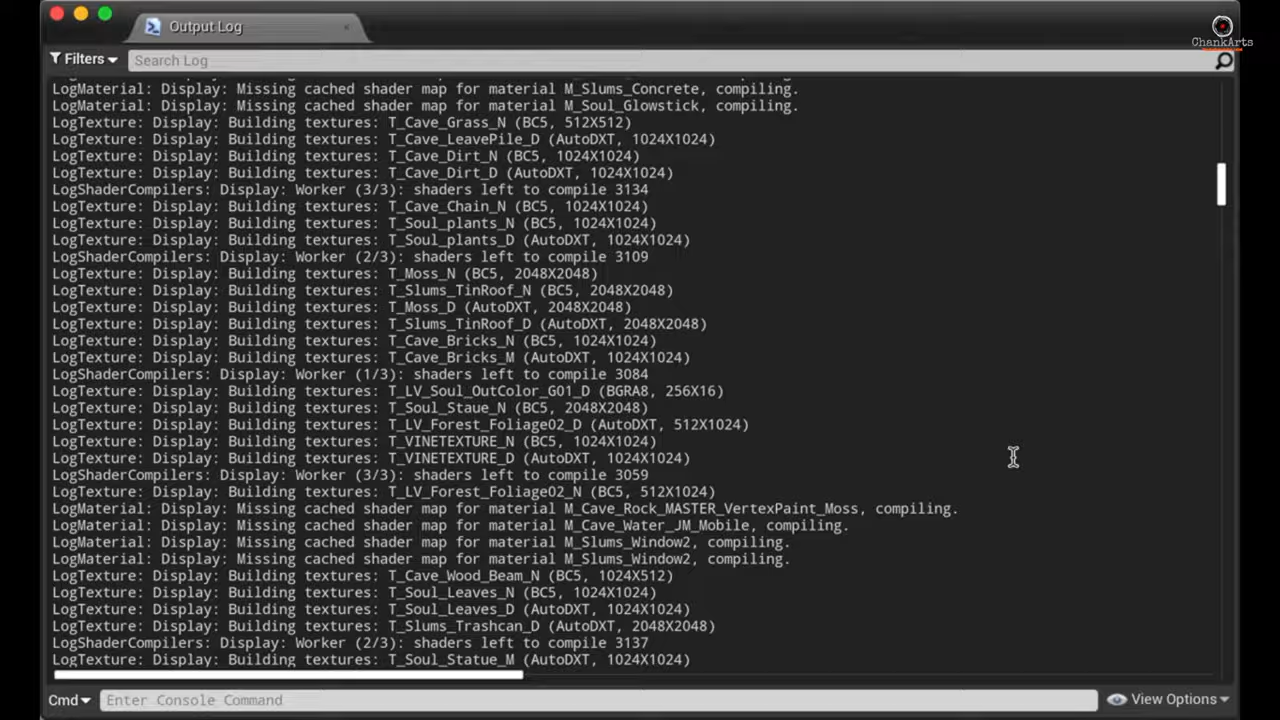 Output Log
ChankArts
Filters
Search Log
LogMaterial: Display: Missing cached shader map for material M_Slums_Concrete, compiling.
LogMaterial: Display: Missing cached shader map for material M_Soul_Glowstick, compiling.
LogTexture: Display: Building textures: T_Cave_Grass_N (BC5, 512X512)
LogTexture: Display: Building textures: T_Cave_LeavePile_D (AutoDXT, 1024X1024)
LogTexture: Display: Building textures: T_Cave_Dirt_N (BC5, 1024X1024)
LogTexture: Display: Building textures: T_Cave_Dirt_D (AutoDXT, 1024X1024)
LogShaderCompilers: Display: Worker (3/3): shaders left to compile 3134
LogTexture: Display: Building textures: T_Cave_Chain_N (BC5, 1024X1024)
LogTexture: Display: Building textures: T_Soul_plants_N (BC5, 1024X1024)
LogTexture: Display: Building textures: T_Soul_plants_D (AutoDXT, 1024X1024)
LogShaderCompilers: Display: Worker (2/3): shaders left to compile 3109
LogTexture: Display: Building textures: T_Moss_N (BC5, 2048X2048)
LogTexture: Display: Building textures: T_Slums_TinRoof_N (BC5, 2048X2048)
LogTexture: Display: Building textures: T_Moss_D (AutoDXT, 2048X2048)
LogTexture: Display: Building textures: T_Slums_TinRoof_D (AutoDXT, 2048X2048)
LogTexture: Display: Building textures: T_Cave_Bricks_N (BC5, 1024X1024)
LogTexture: Display: Building textures: T_Cave_Bricks_M (AutoDXT, 1024X1024)
LogShaderCompilers: Display: Worker (1/3): shaders left to compile 3084
LogTexture: Display: Building textures: T_LV_Soul_OutColor_G01_D (BGRA8, 256X16)
LogTexture: Display: Building textures: T_Soul_Staue_N (BC5, 2048X2048)
LogTexture: Display: Building textures: T_LV_Forest_Foliage02_D (AutoDXT, 512X1024)
LogTexture: Display: Building textures: T_VINETEXTURE_N (BC5, 1024X1024)
LogTexture: Display: Building textures: T_VINETEXTURE_D (AutoDXT, 1024X1024)
LogShaderCompilers: Display: Worker (3/3): shaders left to compile 3059
LogTexture: Display: Building textures: T_LV_Forest_Foliage02_N (BC5, 512X1024)
LogMaterial: Display: Missing cached shader map for material M_Cave_Rock_MASTER_VertexPaint_Moss, compiling.
LogMaterial: Display: Missing cached shader map for material M_Cave_Water_JM_Mobile, compiling.
LogMaterial: Display: Missing cached shader map for material M_Slums_Window2, compiling.
LogMaterial: Display: Missing cached shader map for material M_Slums_Window2, compiling.
LogTexture: Display: Building textures: T_Cave_Wood_Beam_N (BC5, 1024X512)
LogTexture: Display: Building textures: T_Soul_Leaves_N (BC5, 1024X1024)
LogTexture: Display: Building textures: T_Soul_Leaves_D (AutoDXT, 1024X1024)
LogTexture: Display: Building textures: T_Slums_Trashcan_D (AutoDXT, 2048X2048)
LogShaderCompilers: Display: Worker (2/3): shaders left to compile 3137
LogTexture: Display: Building textures: T_Soul_Statue_M (AutoDXT, 1024X1024)
Cmd
Enter Console Command
View Options